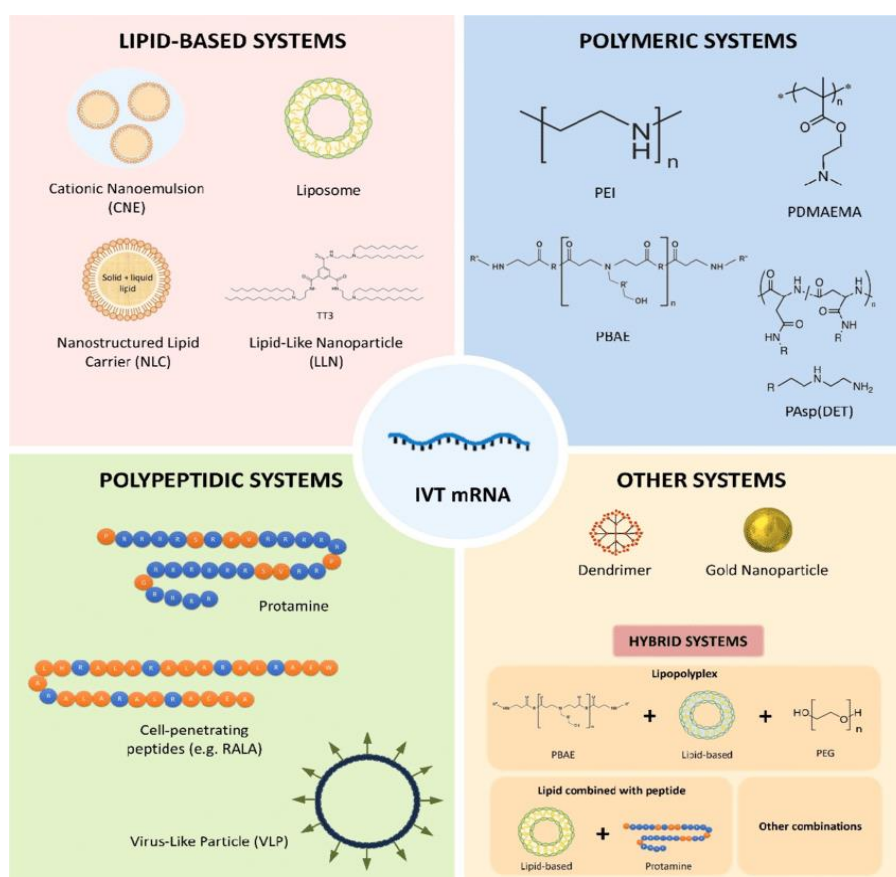 LIPID-BASED SYSTEMS
Cationic Nanoemulsion
(CNE)
Liposome
Solid + liquid
lipid
Nanostructured Lipid
Carrier (NLC)
TT3
Lipid-Like Nanoparticle
(LLN)
POLYMERIC SYSTEMS
PEI
PDMAEMA
PBAE
PAsp(DET)
IVT mRNA
POLYPEPTIDIC SYSTEMS
Protamine
Cell-penetrating
peptides (e.g. RALA)
Virus-Like Particle (VLP)
OTHER SYSTEMS
Dendrimer
Gold Nanoparticle
HYBRID SYSTEMS
Lipopolyplex
PBAE
+
Lipid-based
+
PEG
Lipid combined with peptide
Lipid-based
+
Protamine
Other combinations